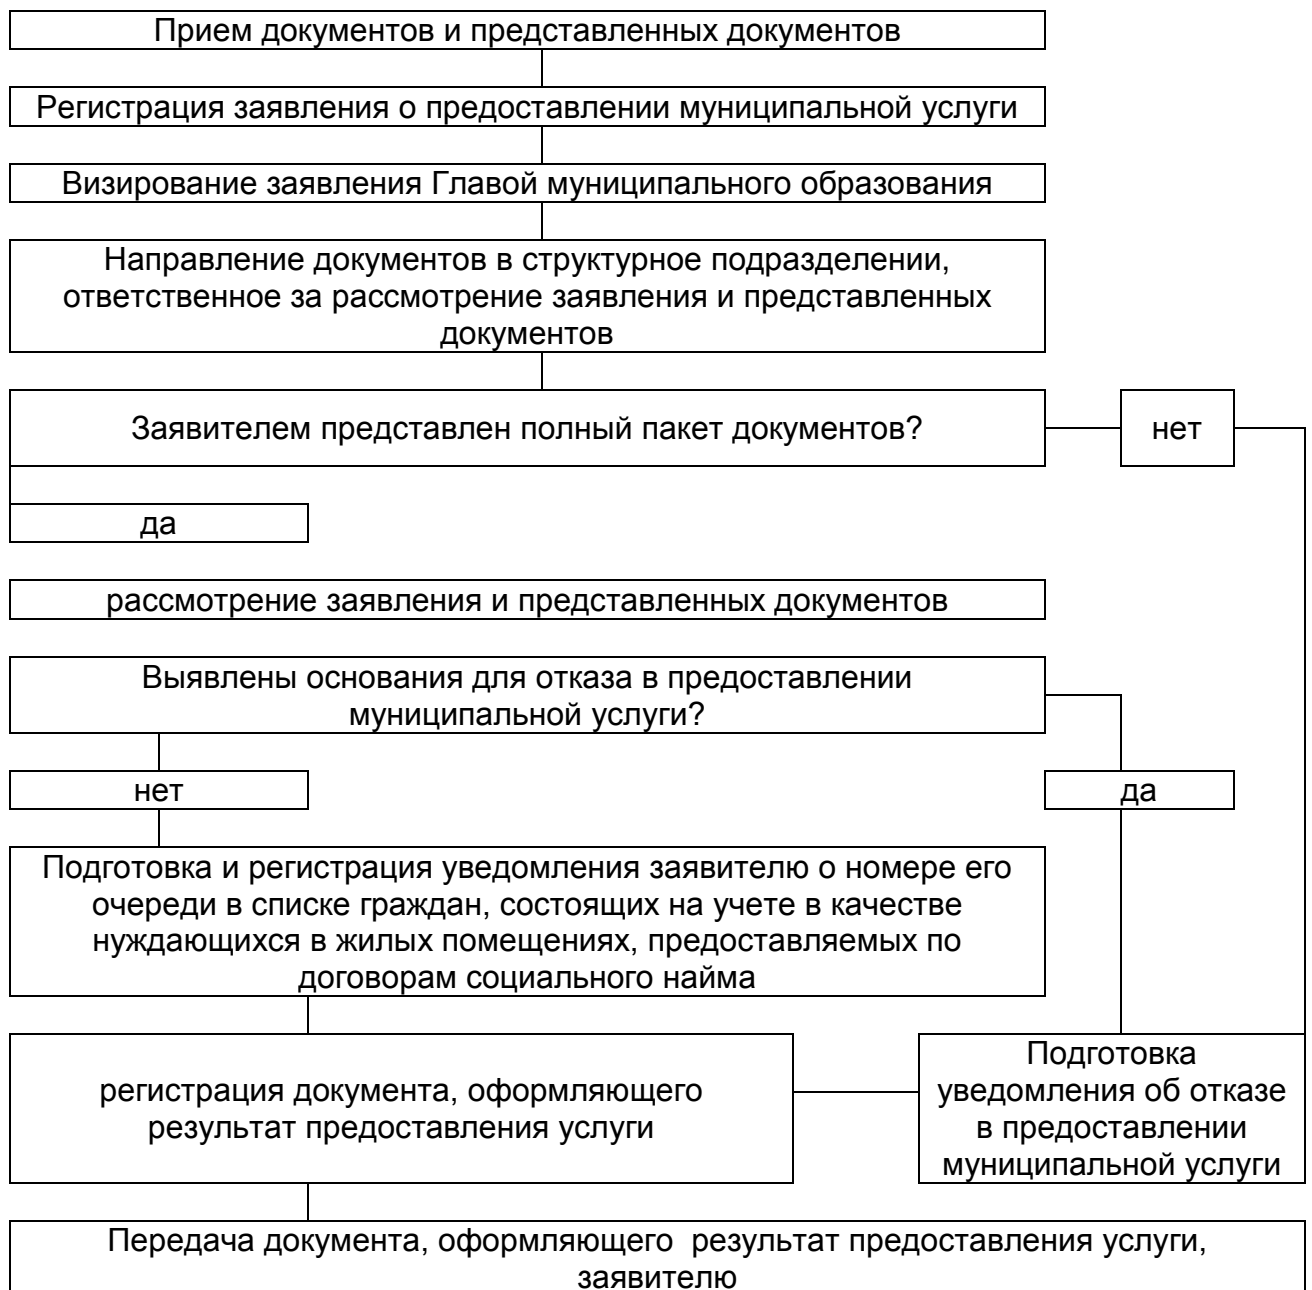 Прием документов и представленных документов
Регистрация заявления о предоставлении муниципальной услуги
Визирование заявления Главой муниципального образования
Направление документов в структурное подразделении,
ответственное за рассмотрение заявления и представленных
документов
Заявителем представлен полный пакет документов?
нет
да
рассмотрение заявления и представленных документов
Выявлены основания для отказа в предоставлении
муниципальной услуги?
нет
да
Подготовка и регистрация уведомления заявителю о номере его
очереди в списке граждан, состоящих на учете в качестве
нуждающихся в жилых помещениях, предоставляемых по
договорам социального найма
регистрация документа, оформляющего
результат предоставления услуги
Подготовка
уведомления об отказе
в предоставлении
муниципальной услуги
Передача документа, оформляющего  результат предоставления услуги,
заявителю